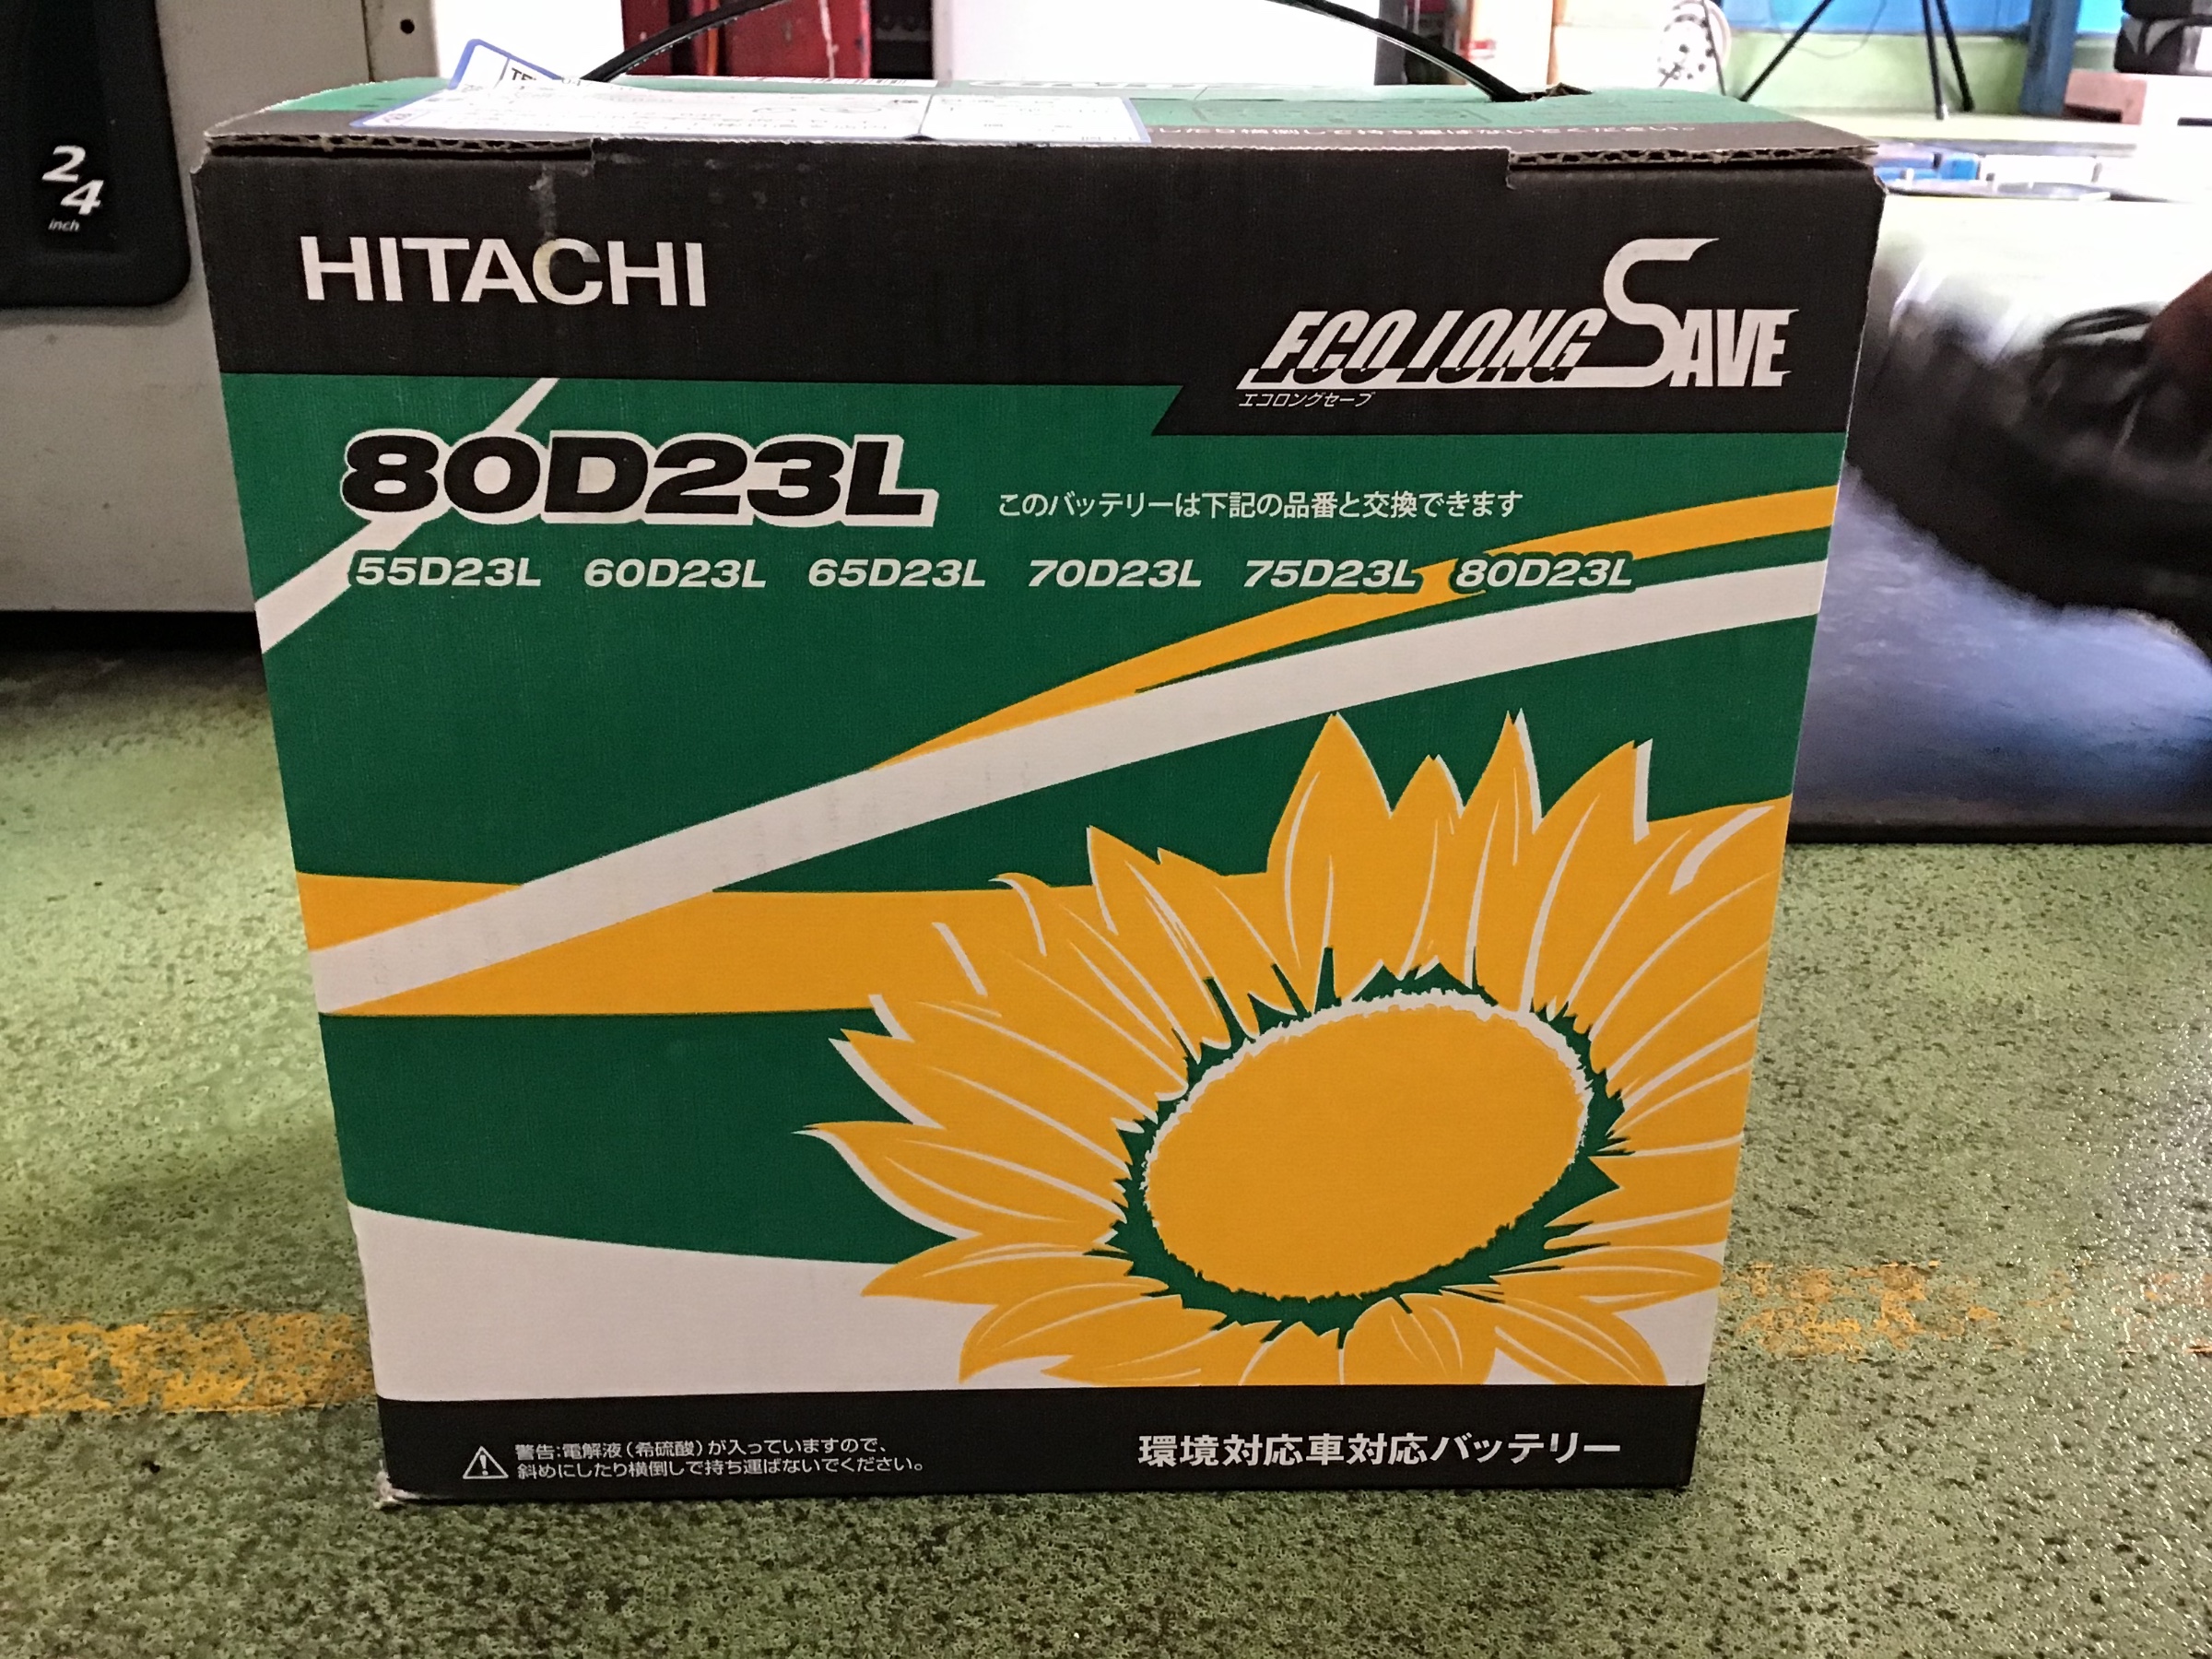 2
4
inch
HITACHI
ECO LONG SAVE
エコロングセーブ
80D23L
このバッテリーは下記の品番と交換できます
55D23L 60D23L 65D23L 70D23L 75D23L 80D23L
警告:電解液(希硫酸)が入っていますので、
斜めにしたり横倒しで持ち運ばないでください。
環境対応車対応バッテリー